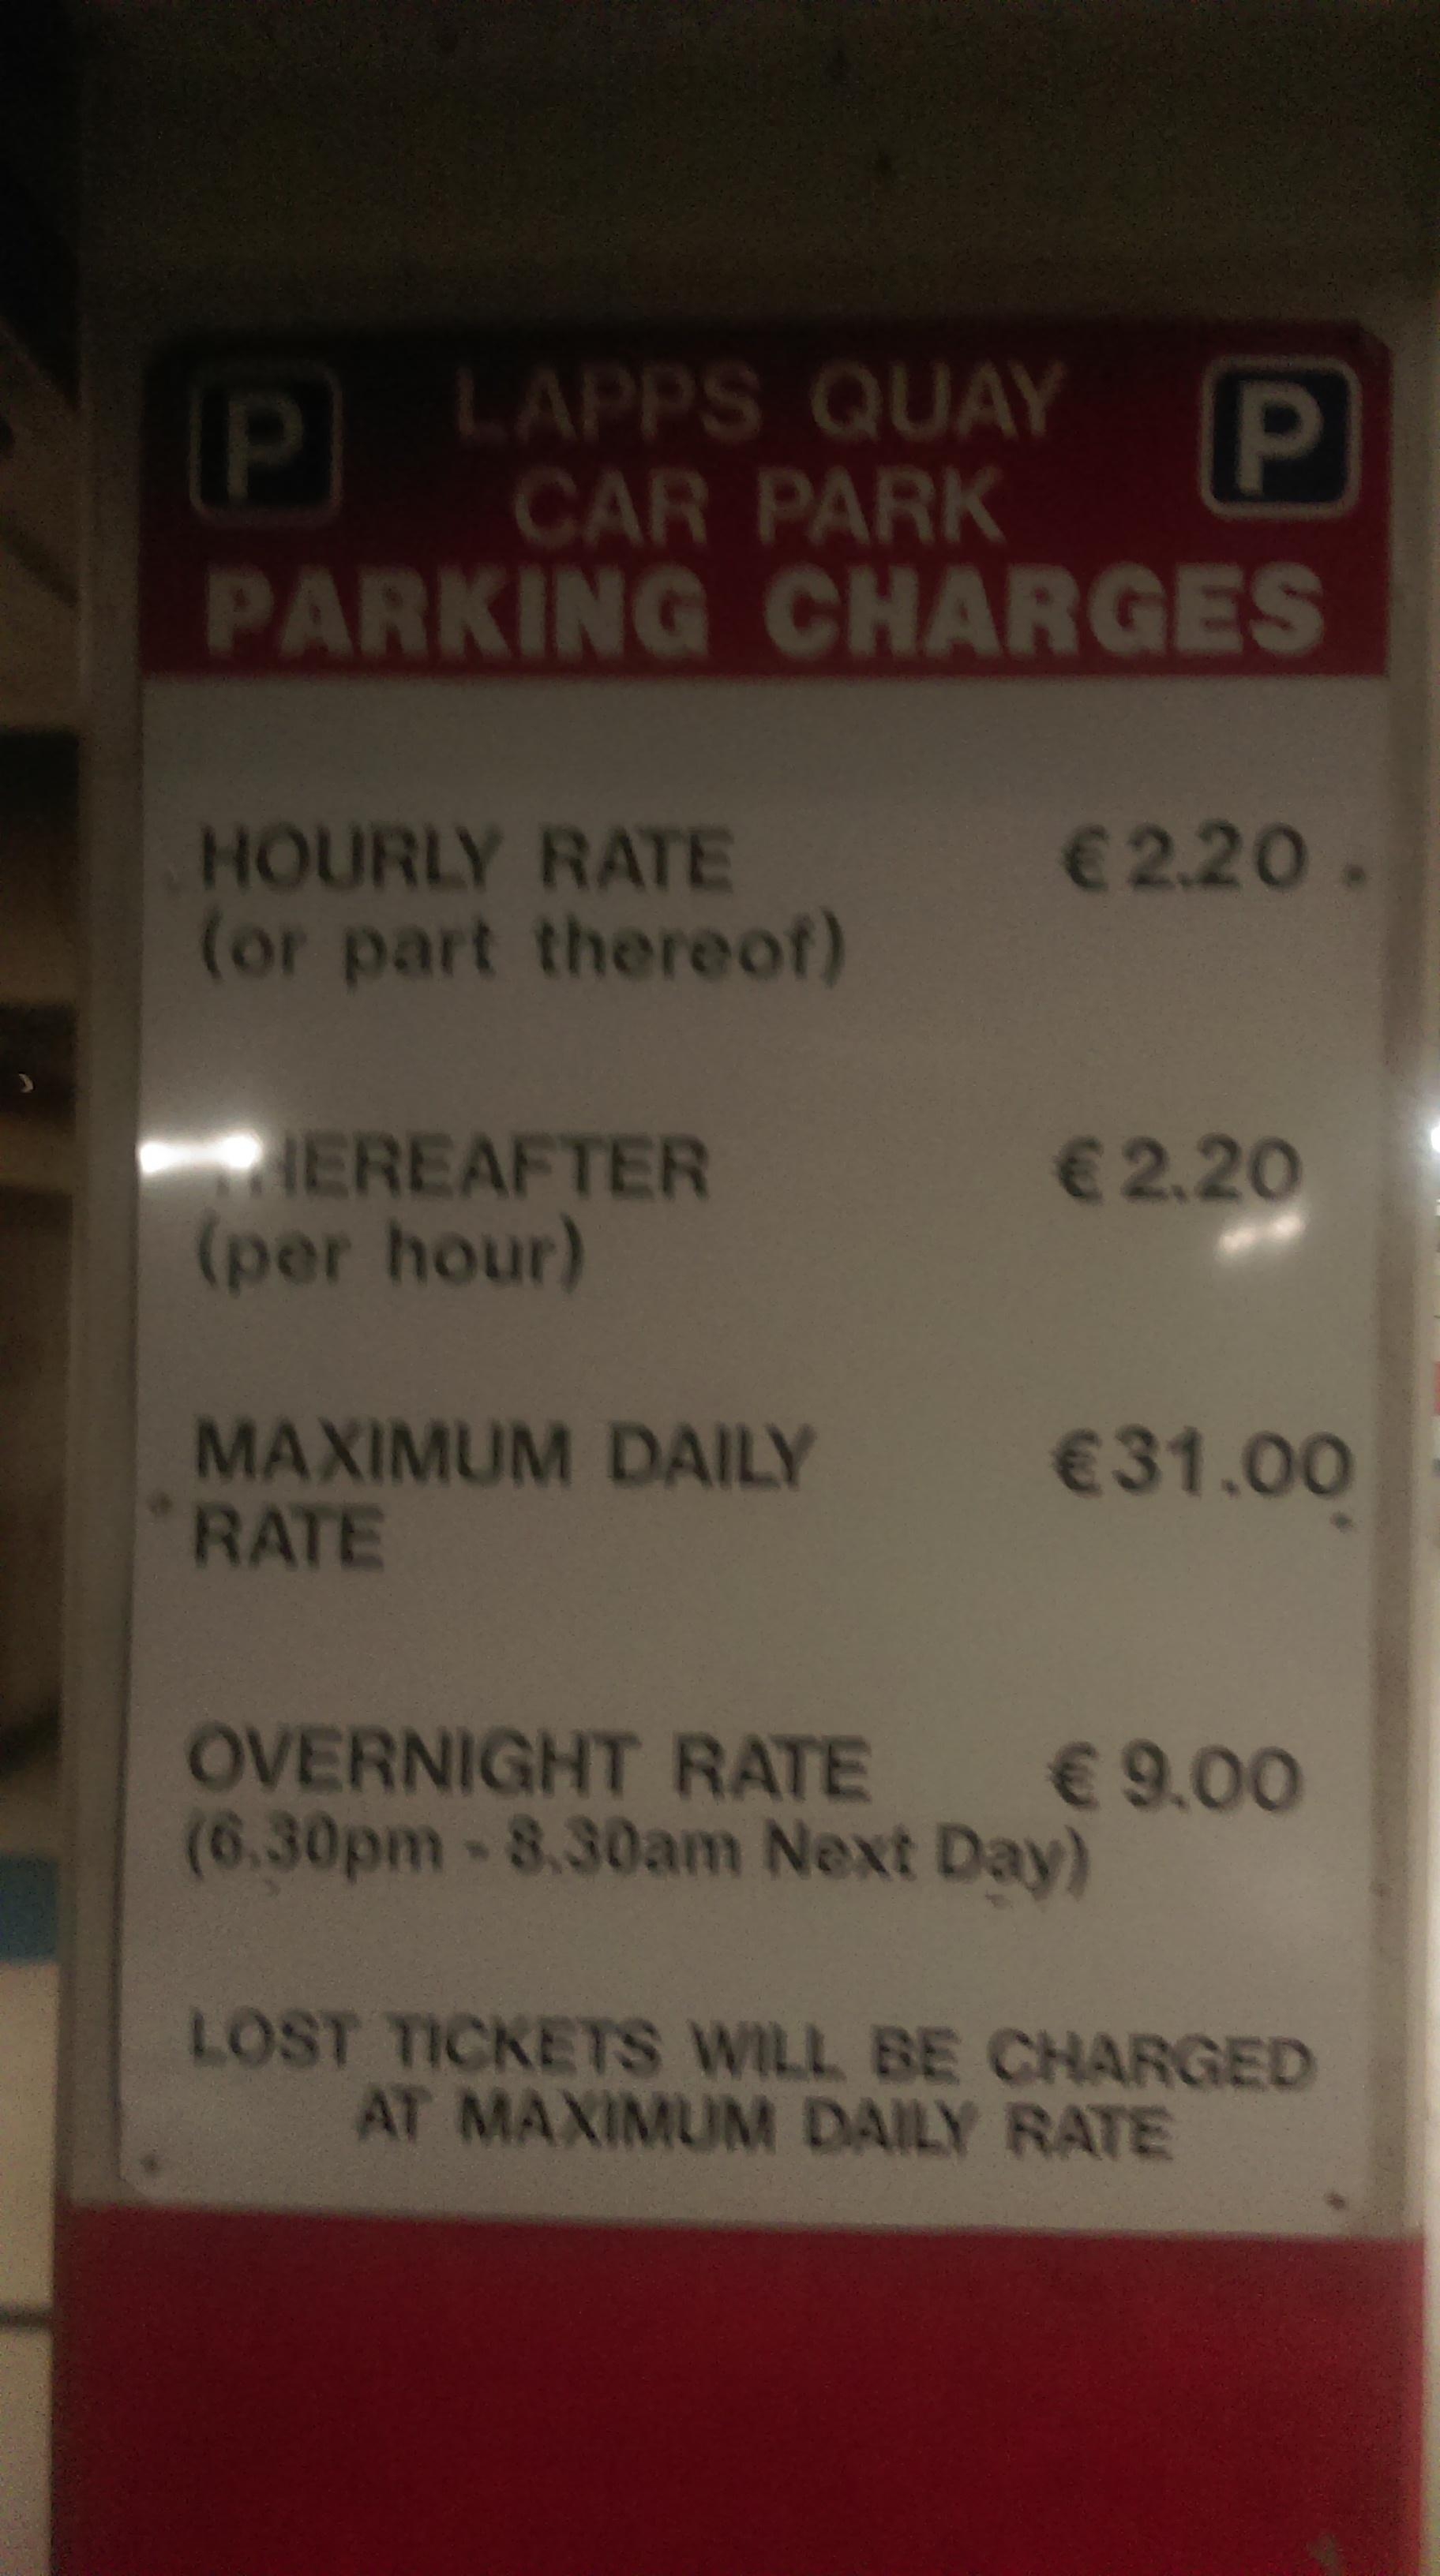 P LAPPS QUAY P
CAR PARK
PARKING CHARGES
HOURLY RATE €2.20
(or part thereof)
THEREAFTER €2.20
(per hour)
MAXIMUM DAILY €31.00
RATE
OVERNIGHT RATE €9.00
(6.30pm - 8.30am Next Day)
LOST TICKETS WILL BE CHARGED
AT MAXIMUM DAILY RATE